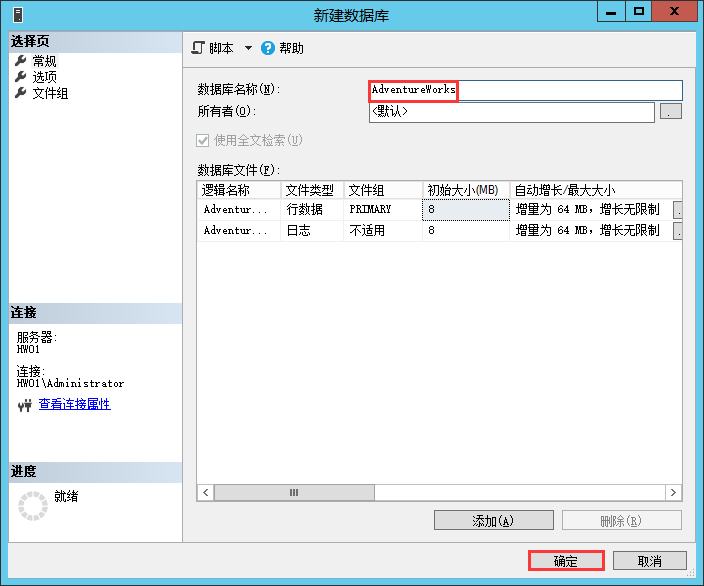 新建数据库
选择页
常规
选项
文件组
脚本 帮助
数据库名称(N): AdventureWorks
所有者(O): <默认> ...
使用全文检索(U)
数据库文件(F):
逻辑名称 文件类型 文件组 初始大小(MB) 自动增长/最大大小
Adventur... 行数据 PRIMARY 8 增量为 64 MB，增长无限制
Adventur... 日志 不适用 8 增量为 64 MB，增长无限制
连接
服务器:
HW01
连接:
HW01\Administrator
查看连接属性
进度
就绪
添加(A) 删除(R)
确定 取消